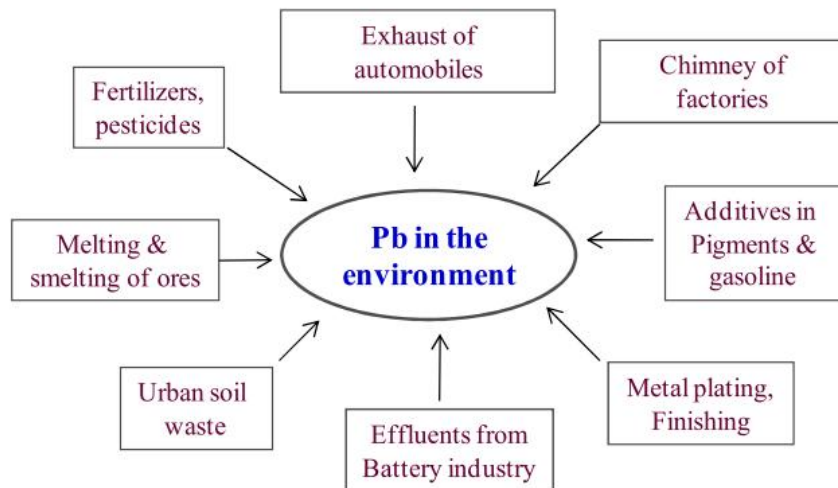 Exhaust of
automobiles
Chimney of
factories
Fertilizers,
pesticides
Additives in
Pigments &
gasoline
Pb in the
environment
Melting &
smelting of ores
Urban soil
waste
Metal plating,
Finishing
Effluents from
Battery industry